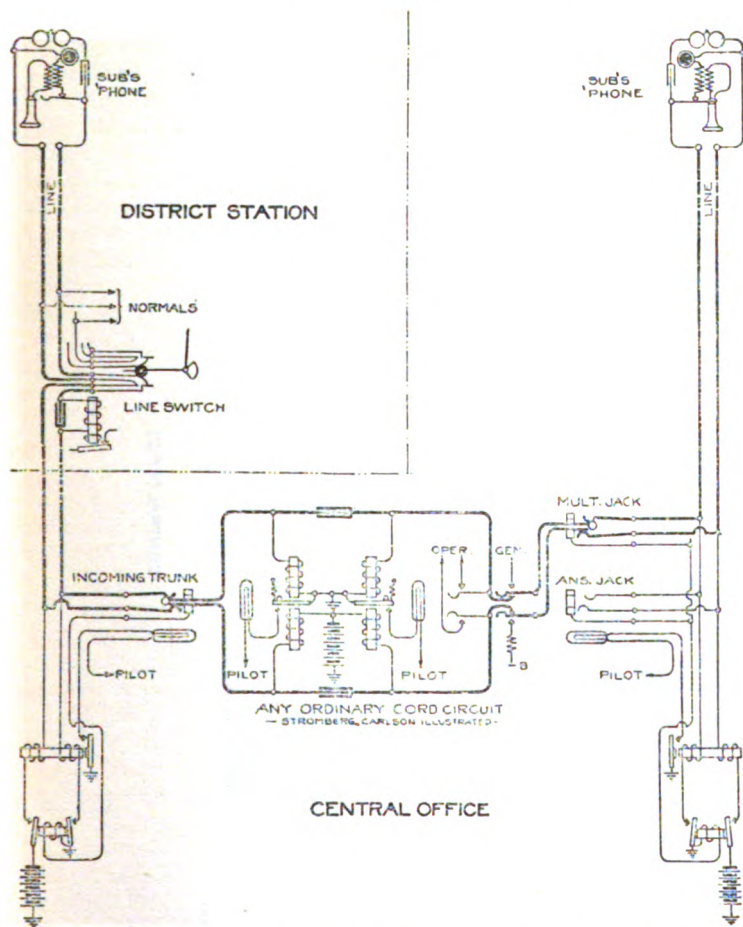 SUB'S
'PHONE
SUB'S
'PHONE
LINE
LINE
DISTRICT STATION
NORMALS
LINE SWITCH
MULT. JACK
OPER.
GEN.
INCOMING TRUNK
ANS. JACK
PILOT
PILOT
PILOT
B
PILOT
ANY ORDINARY CORD CIRCUIT
- STROMBERG, CARLSON ILLUSTRATED -
CENTRAL OFFICE